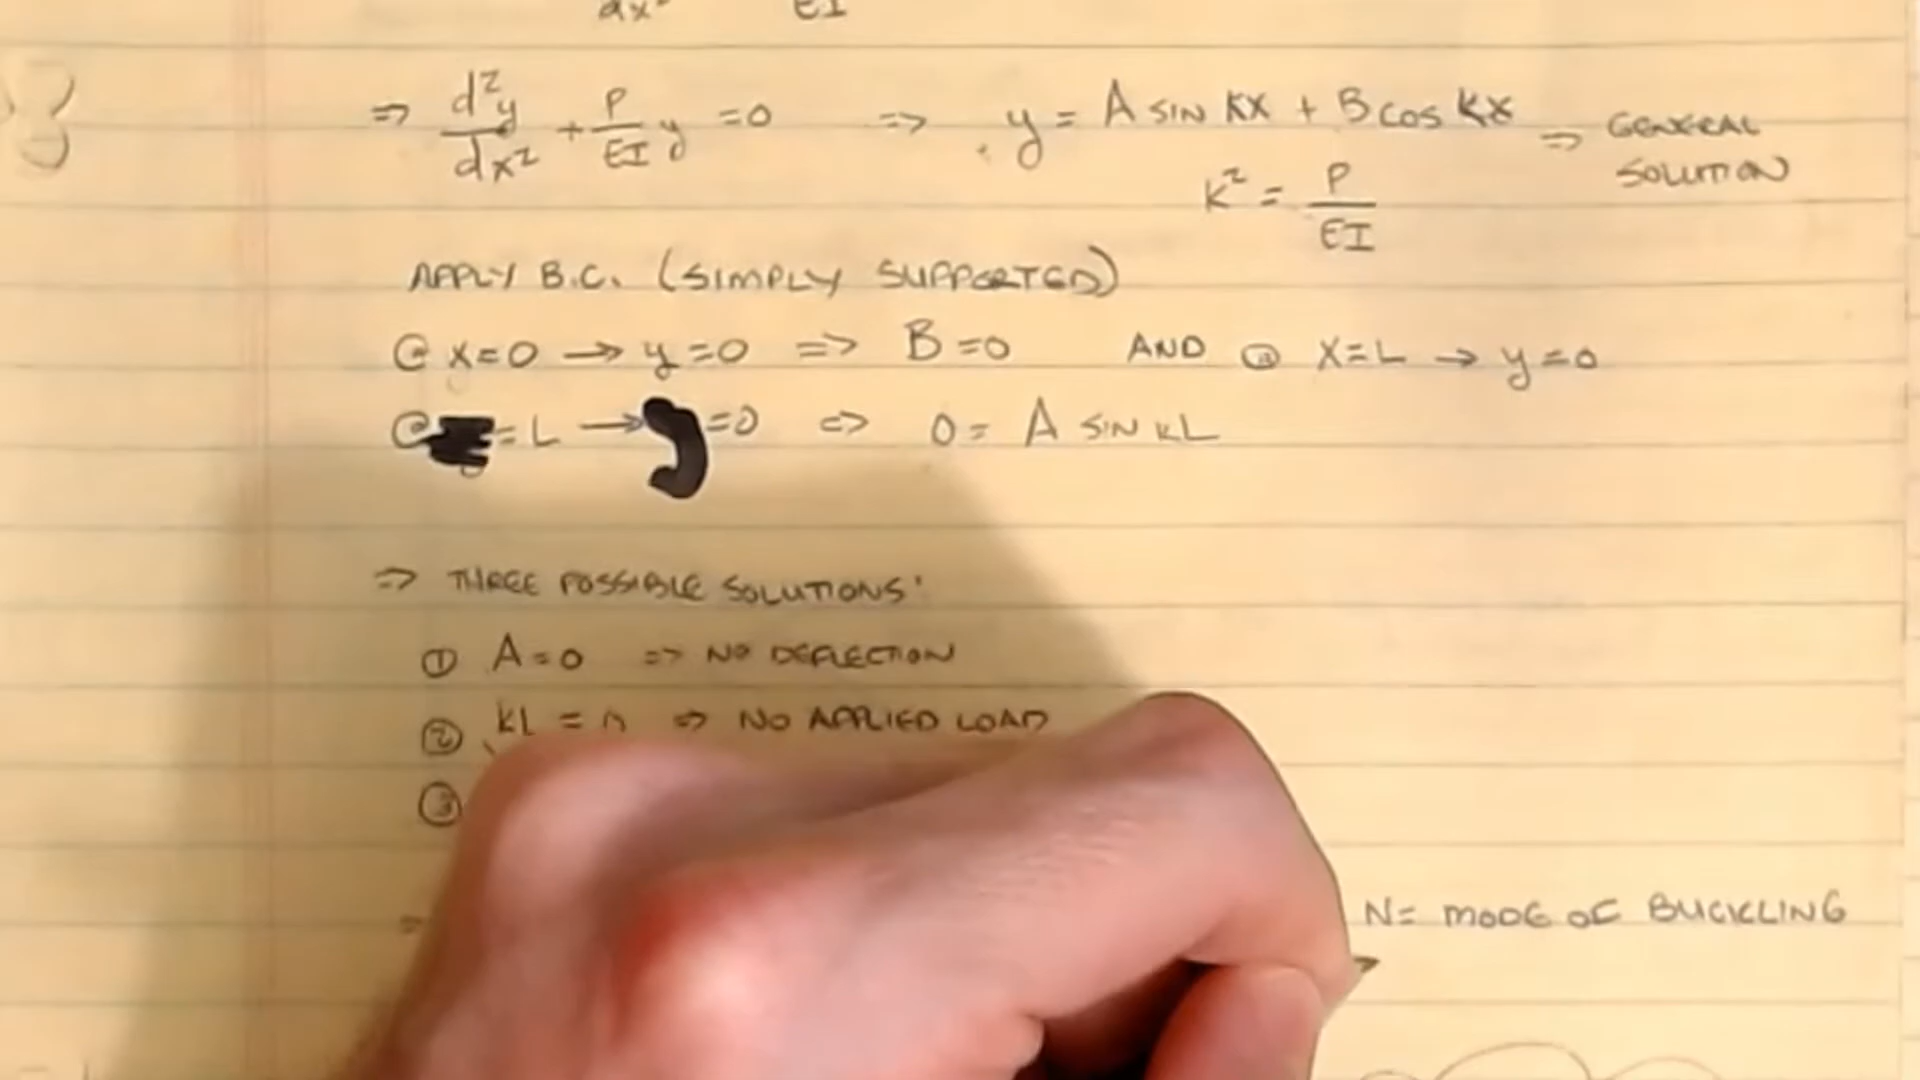 dx² EI
⇒ d²y/dx² + P/EI y = 0 ⇒ y = A SIN KX + B COS KX ⇒ GENERAL SOLUTION
K² = P/EI
APPLY B.C. (SIMPLY SUPPORTED)
@ X=0 → y=0 ⇒ B=0 AND @ X=L → y=0
@ =L → =0 ⇒ 0= A SIN KL
⇒ THREE POSSIBLE SOLUTIONS:
① A=0 ⇒ NO DEFLECTION
② KL = ⇒ NO APPLIED LOAD
③
N= MODE OF BUCKLING